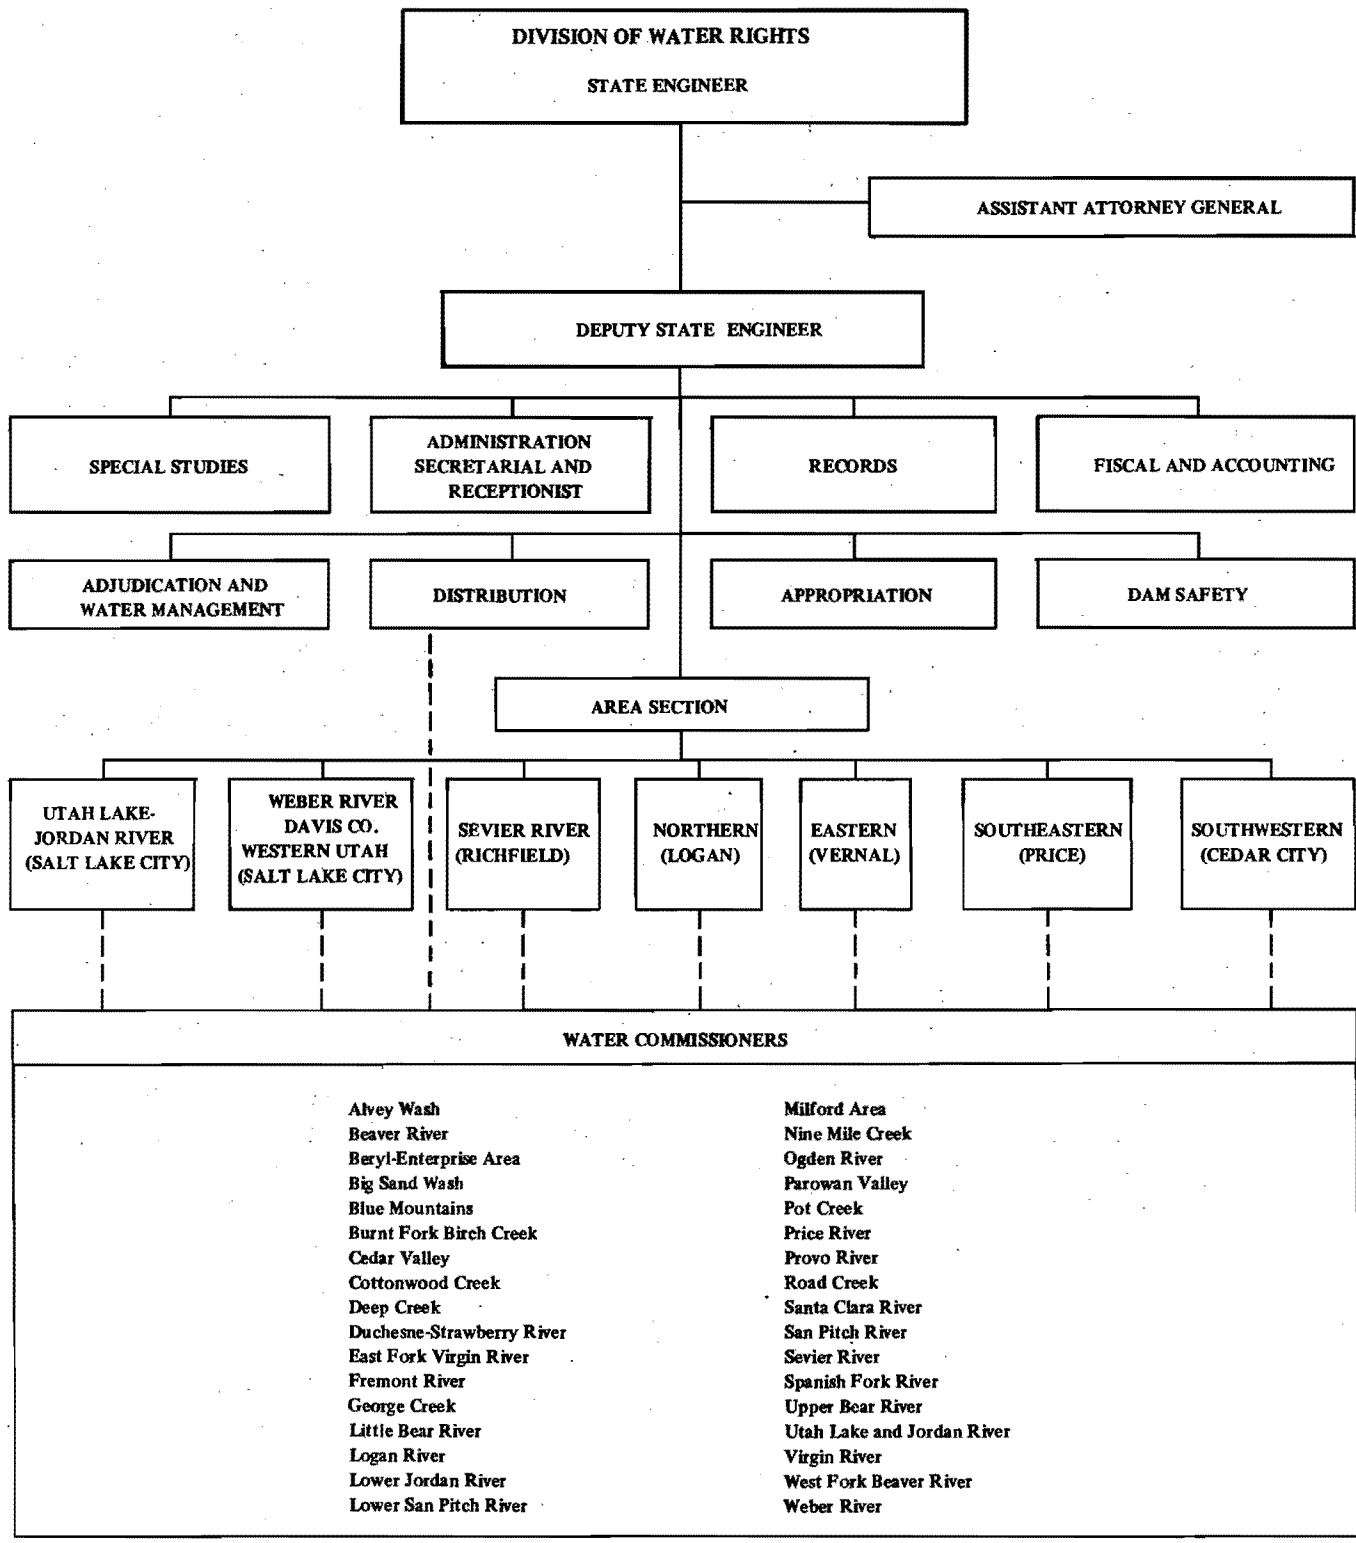 DIVISION OF WATER RIGHTS
STATE ENGINEER
ASSISTANT ATTORNEY GENERAL
DEPUTY STATE ENGINEER
SPECIAL STUDIES
ADMINISTRATION
SECRETARIAL AND
RECEPTIONIST
RECORDS
FISCAL AND ACCOUNTING
ADJUDICATION AND
WATER MANAGEMENT
DISTRIBUTION
APPROPRIATION
DAM SAFETY
AREA SECTION
UTAH LAKE-
JORDAN RIVER
(SALT LAKE CITY)
WEBER RIVER
DAVIS CO.
WESTERN UTAH
(SALT LAKE CITY)
SEVIER RIVER
(RICHFIELD)
NORTHERN
(LOGAN)
EASTERN
(VERNAL)
SOUTHEASTERN
(PRICE)
SOUTHWESTERN
(CEDAR CITY)
WATER COMMISSIONERS
Alvey Wash
Beaver River
Beryl-Enterprise Area
Big Sand Wash
Blue Mountains
Burnt Fork Birch Creek
Cedar Valley
Cottonwood Creek
Deep Creek
Duchesne-Strawberry River
East Fork Virgin River
Fremont River
George Creek
Little Bear River
Logan River
Lower Jordan River
Lower San Pitch River
Milford Area
Nine Mile Creek
Ogden River
Parowan Valley
Pot Creek
Price River
Provo River
Road Creek
Santa Clara River
San Pitch River
Sevier River
Spanish Fork River
Upper Bear River
Utah Lake and Jordan River
Virgin River
West Fork Beaver River
Weber River